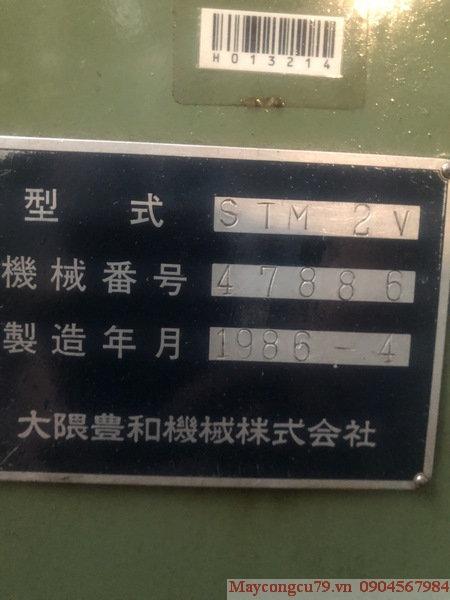 H013214
型式 STM 2V
機械番号 47886
製造年月 1986-4
大隈豊和機械株式会社
Maycongcu79.vn 0904567984